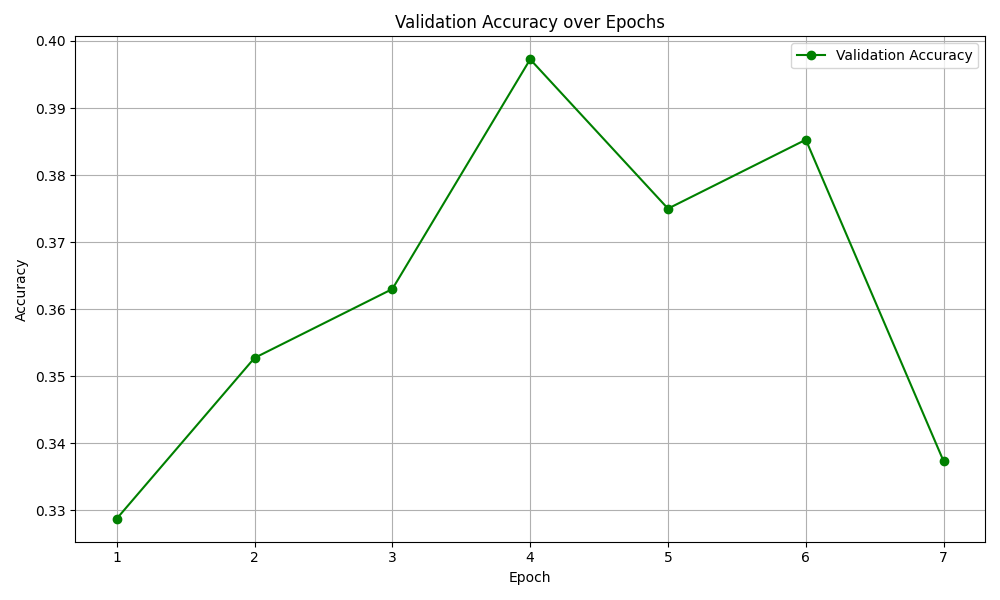 Validation Accuracy over Epochs
Validation Accuracy
Accuracy
0.40
0.39
0.38
0.37
0.36
0.35
0.34
0.33
1 2 3 4 5 6 7
Epoch